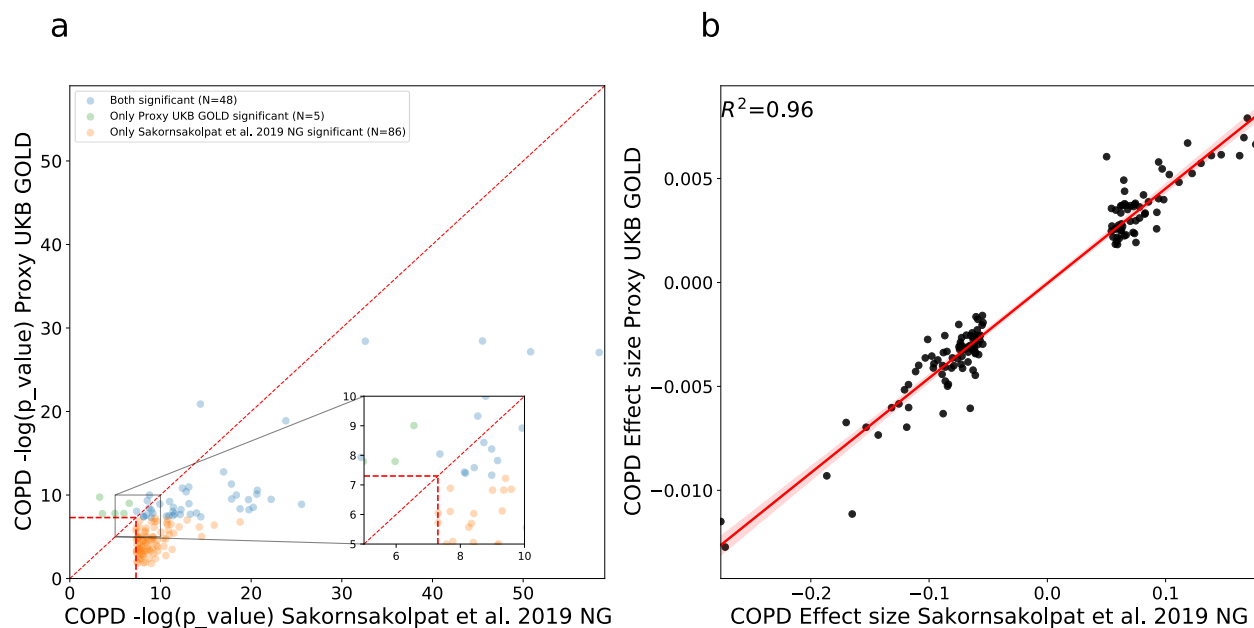 a
b
COPD -log(p_value) Proxy UKB GOLD
50
40
30
20
10
0
Both significant (N=48)
Only Proxy UKB GOLD significant (N=5)
Only Sakornsakolpat et al. 2019 NG significant (N=86)
10
9
8
7
6
5
6
8
10
0
10
20
30
40
50
COPD -log(p_value) Sakornsakolpat et al. 2019 NG
COPD Effect size Proxy UKB GOLD
R²=0.96
0.005
0.000
−0.005
−0.010
−0.2
−0.1
0.0
0.1
COPD Effect size Sakornsakolpat et al. 2019 NG